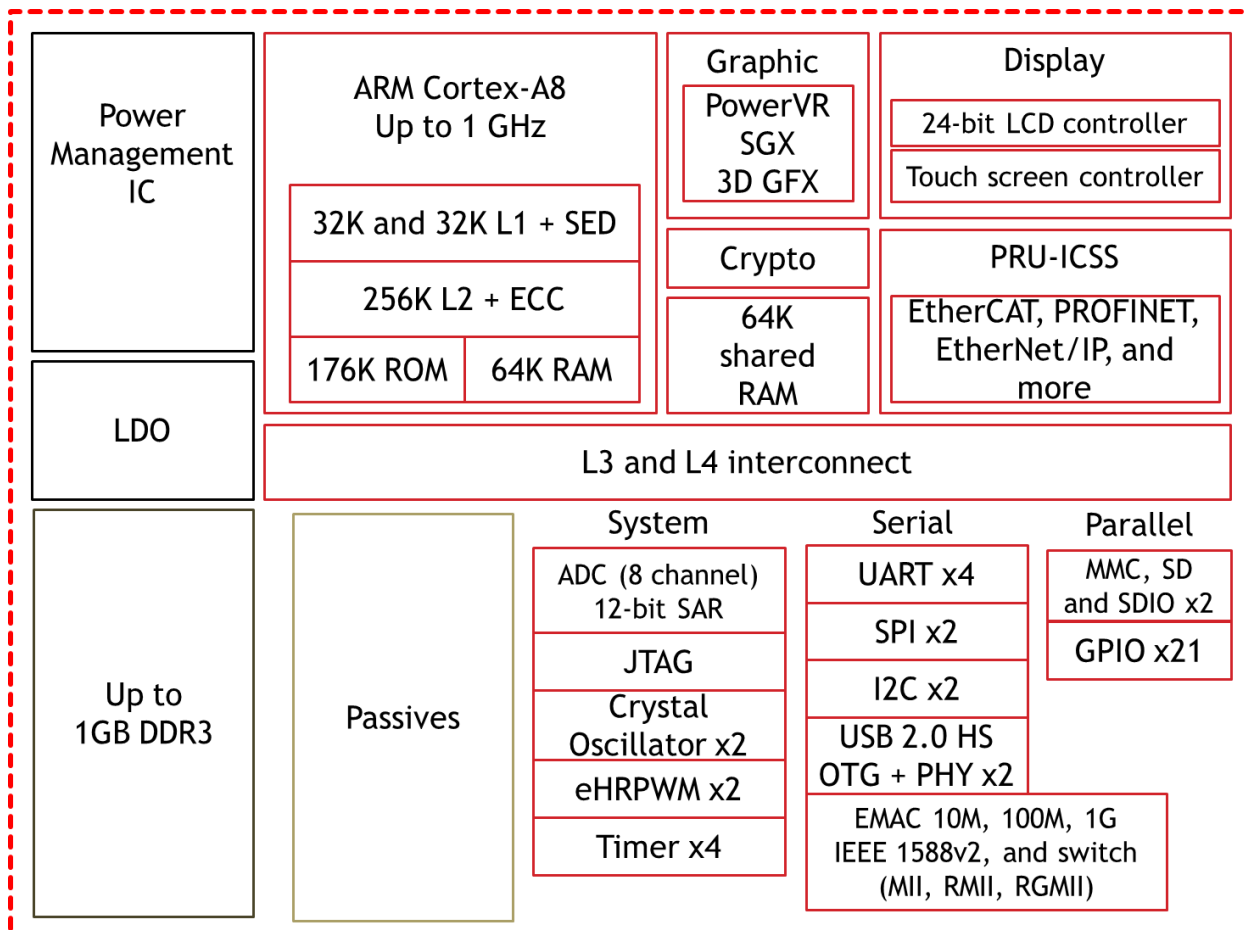 Power
Management
IC
LDO
Up to
1GB DDR3
ARM Cortex-A8
Up to 1 GHz
32K and 32K L1 + SED
256K L2 + ECC
176K ROM
64K RAM
Graphic
PowerVR
SGX
3D GFX
Crypto
64K
shared
RAM
Display
24-bit LCD controller
Touch screen controller
PRU-ICSS
EtherCAT, PROFINET,
EtherNet/IP, and
more
L3 and L4 interconnect
Passives
System
ADC (8 channel)
12-bit SAR
JTAG
Crystal
Oscillator x2
eHRPWM x2
Timer x4
Serial
UART x4
SPI x2
I2C x2
USB 2.0 HS
OTG + PHY x2
EMAC 10M, 100M, 1G
IEEE 1588v2, and switch
(MII, RMII, RGMII)
Parallel
MMC, SD
and SDIO x2
GPIO x21